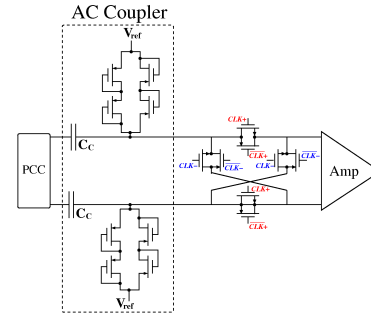 AC Coupler
Vref
CLK+
CC
CLK+
CLK−
CLK−
CLK−
CLK−
PCC
Amp
CLK+
CC
CLK+
Vref